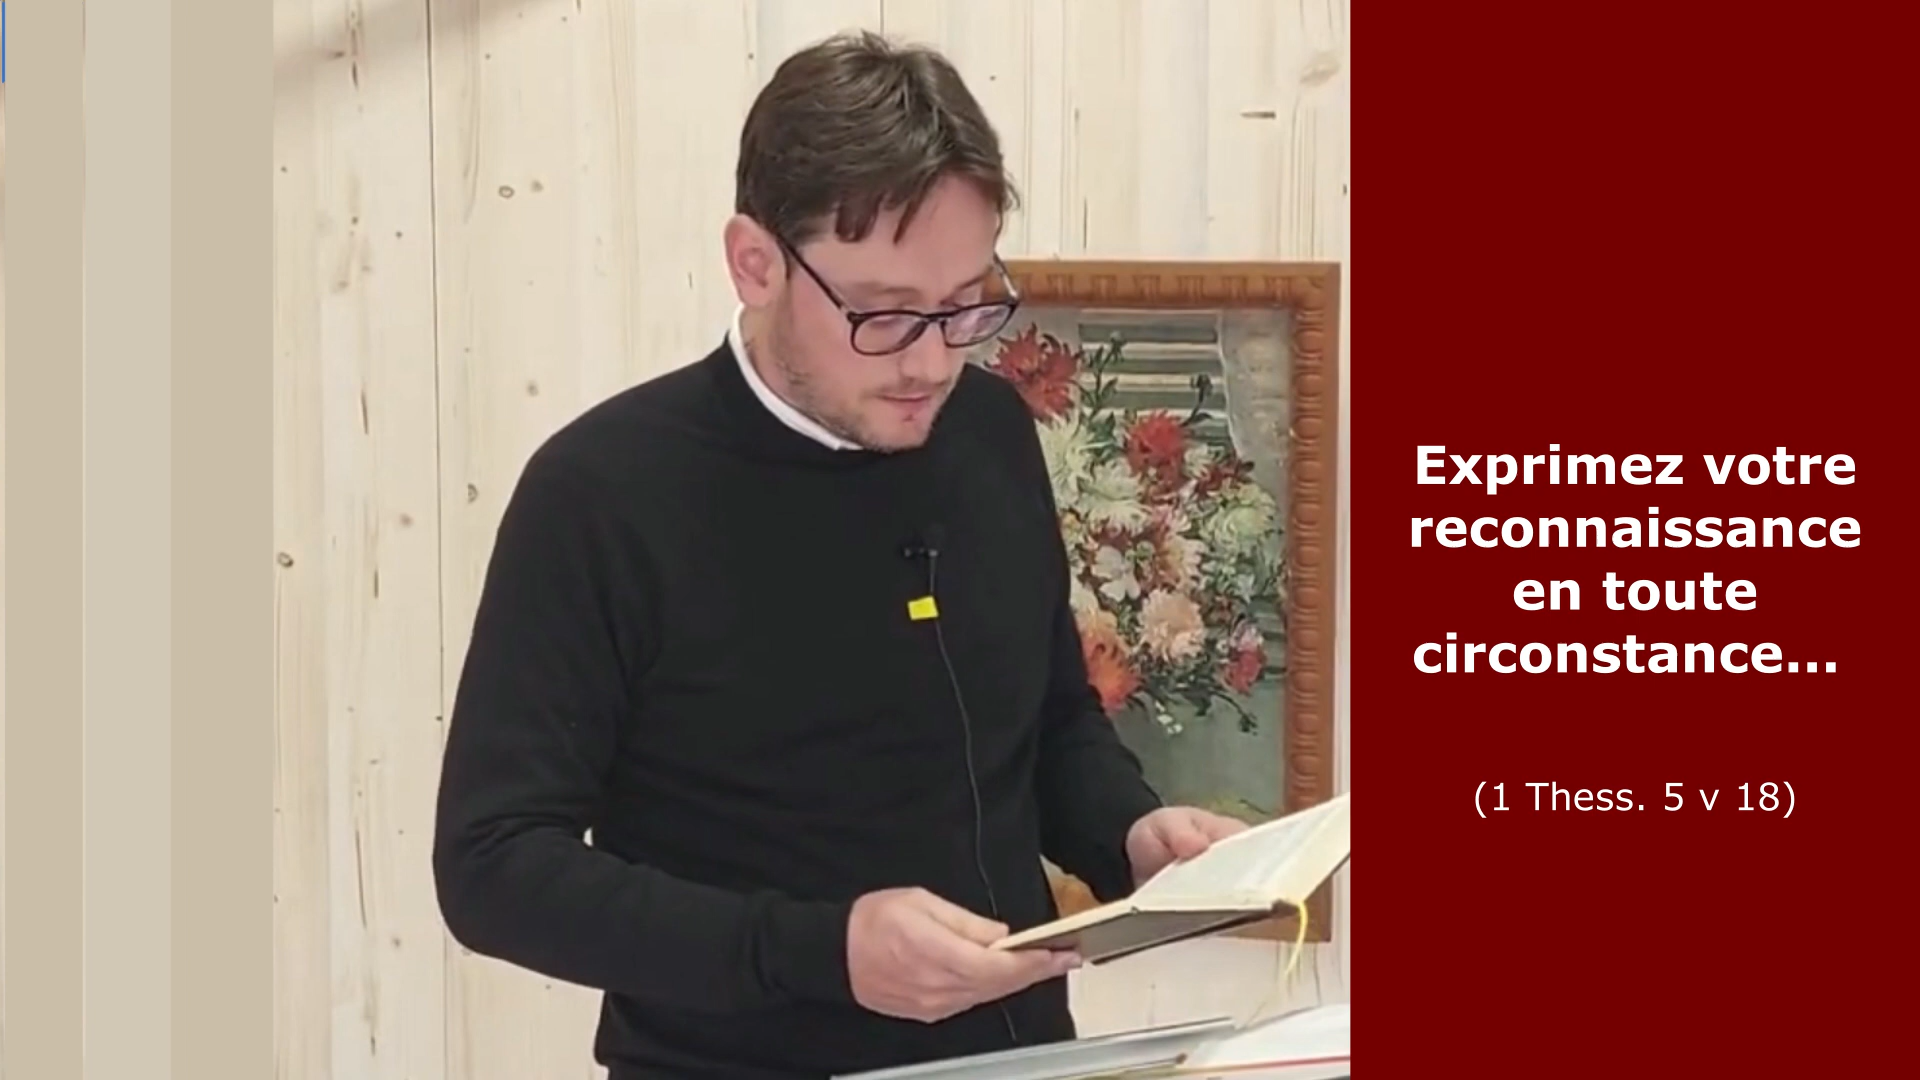 Exprimez votre
reconnaissance
en toute
circonstance...
(1 Thess. 5 v 18)